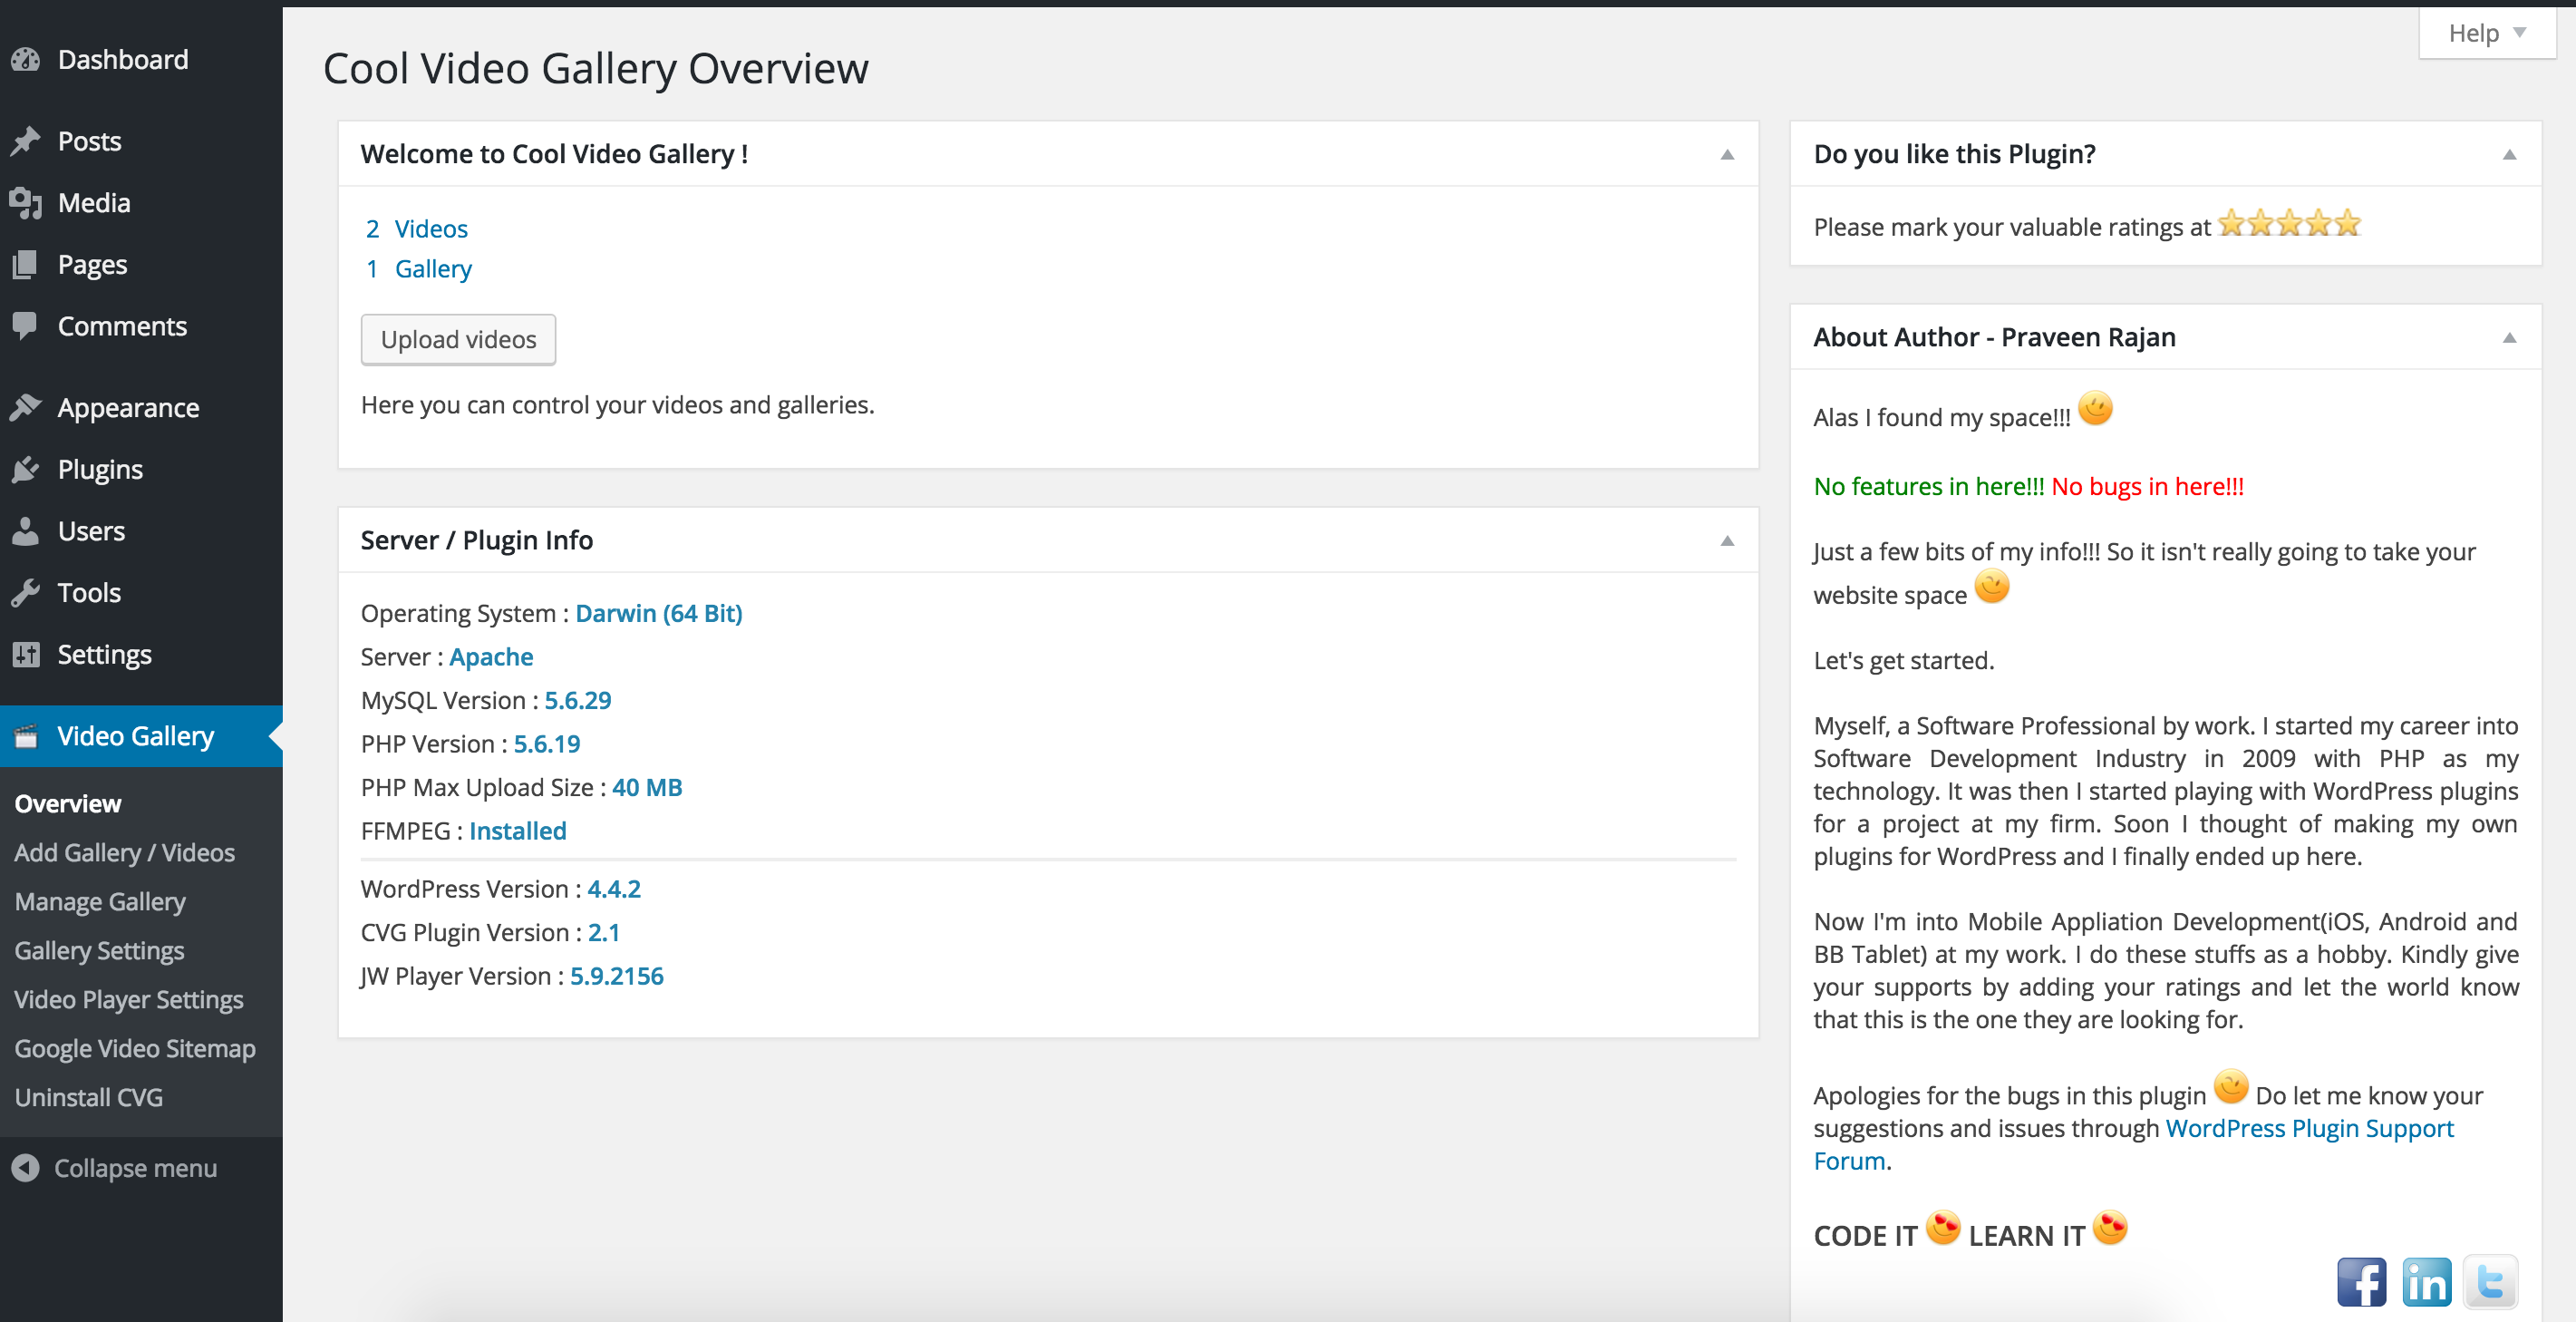 Dashboard
Posts
Media
Pages
Comments
Appearance
Plugins
Users
Tools
Settings
Video Gallery
Overview
Add Gallery / Videos
Manage Gallery
Gallery Settings
Video Player Settings
Google Video Sitemap
Uninstall CVG
Collapse menu
Help
Cool Video Gallery Overview
Welcome to Cool Video Gallery !
2 Videos
1 Gallery
Upload videos
Here you can control your videos and galleries.
Server / Plugin Info
Operating System : Darwin (64 Bit)
Server : Apache
MySQL Version : 5.6.29
PHP Version : 5.6.19
PHP Max Upload Size : 40 MB
FFMPEG : Installed
WordPress Version : 4.4.2
CVG Plugin Version : 2.1
JW Player Version : 5.9.2156
Do you like this Plugin?
Please mark your valuable ratings at
About Author - Praveen Rajan
Alas I found my space!!!
No features in here!!! No bugs in here!!!
Just a few bits of my info!!! So it isn't really going to take your
website space
Let's get started.
Myself, a Software Professional by work. I started my career into
Software Development Industry in 2009 with PHP as my
technology. It was then I started playing with WordPress plugins
for a project at my firm. Soon I thought of making my own
plugins for WordPress and I finally ended up here.
Now I'm into Mobile Appliation Development(iOS, Android and
BB Tablet) at my work. I do these stuffs as a hobby. Kindly give
your supports by adding your ratings and let the world know
that this is the one they are looking for.
Apologies for the bugs in this plugin Do let me know your
suggestions and issues through WordPress Plugin Support
Forum.
CODE IT LEARN IT
f in t